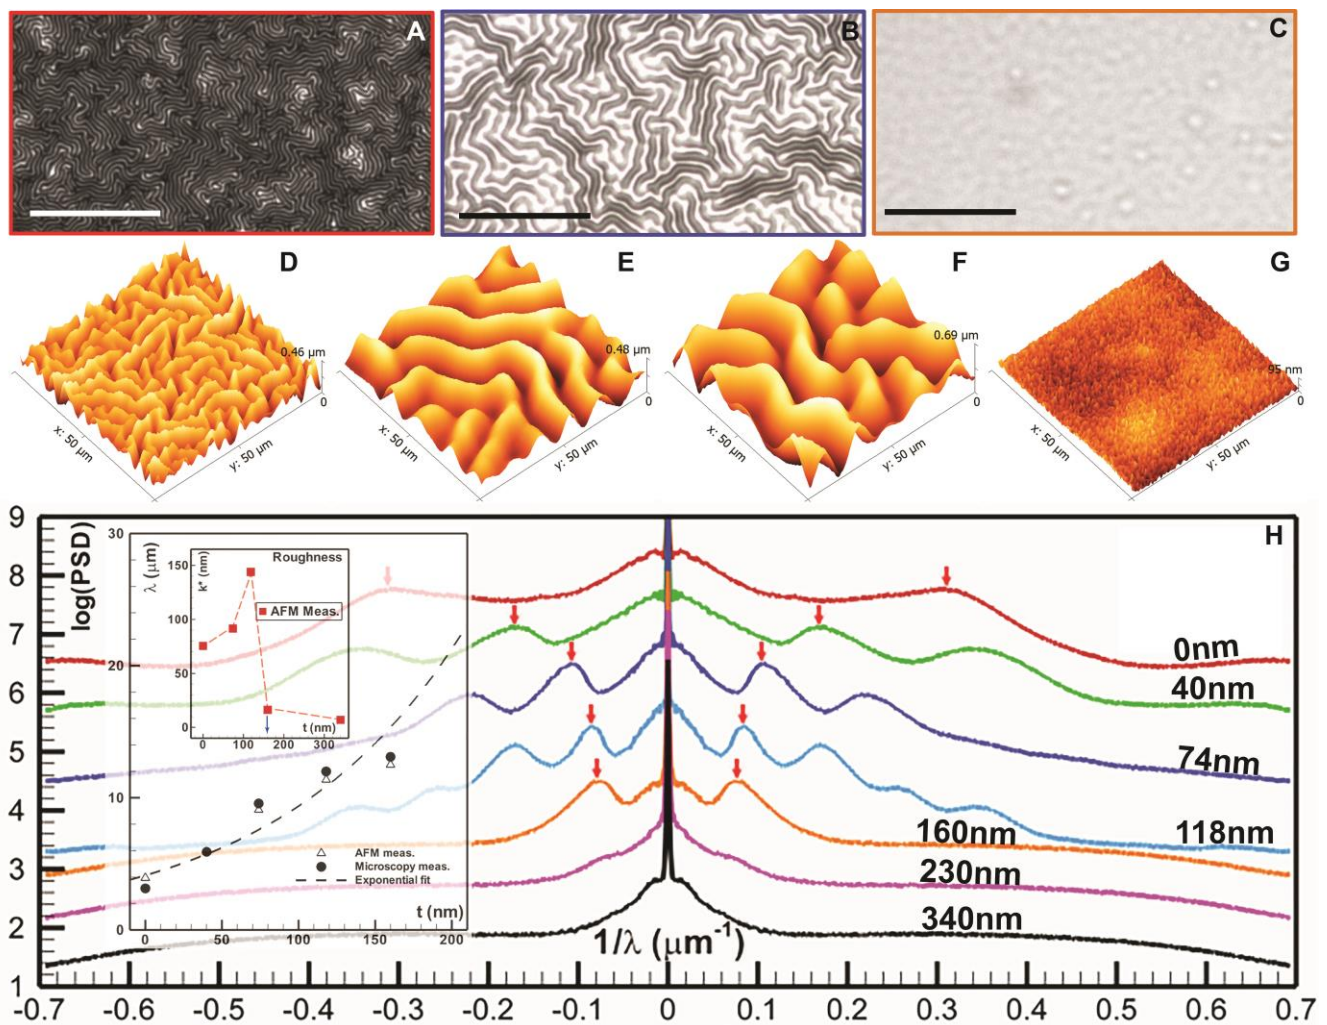 A
B
C
D
E
F
G
0.46 µm
0
x: 50 µm
y: 50 µm
0.48 µm
0
x: 50 µm
y: 50 µm
0.69 µm
0
x: 50 µm
y: 50 µm
95 nm
0
x: 50 µm
y: 50 µm
H
log(PSD)
9
8
7
6
5
4
3
2
1
-0.7
-0.6
-0.5
-0.4
-0.3
-0.2
-0.1
0
0.1
0.2
0.3
0.4
0.5
0.6
0.7
1/λ (µm⁻¹)
0nm
40nm
74nm
118nm
160nm
230nm
340nm
λ (µm)
30
20
10
0
0
50
100
150
200
t (nm)
AFM meas.
Microscopy meas.
Exponential fit
k* (nm)
150
100
50
0
Roughness
AFM Meas.
t (nm)
0
100
200
300